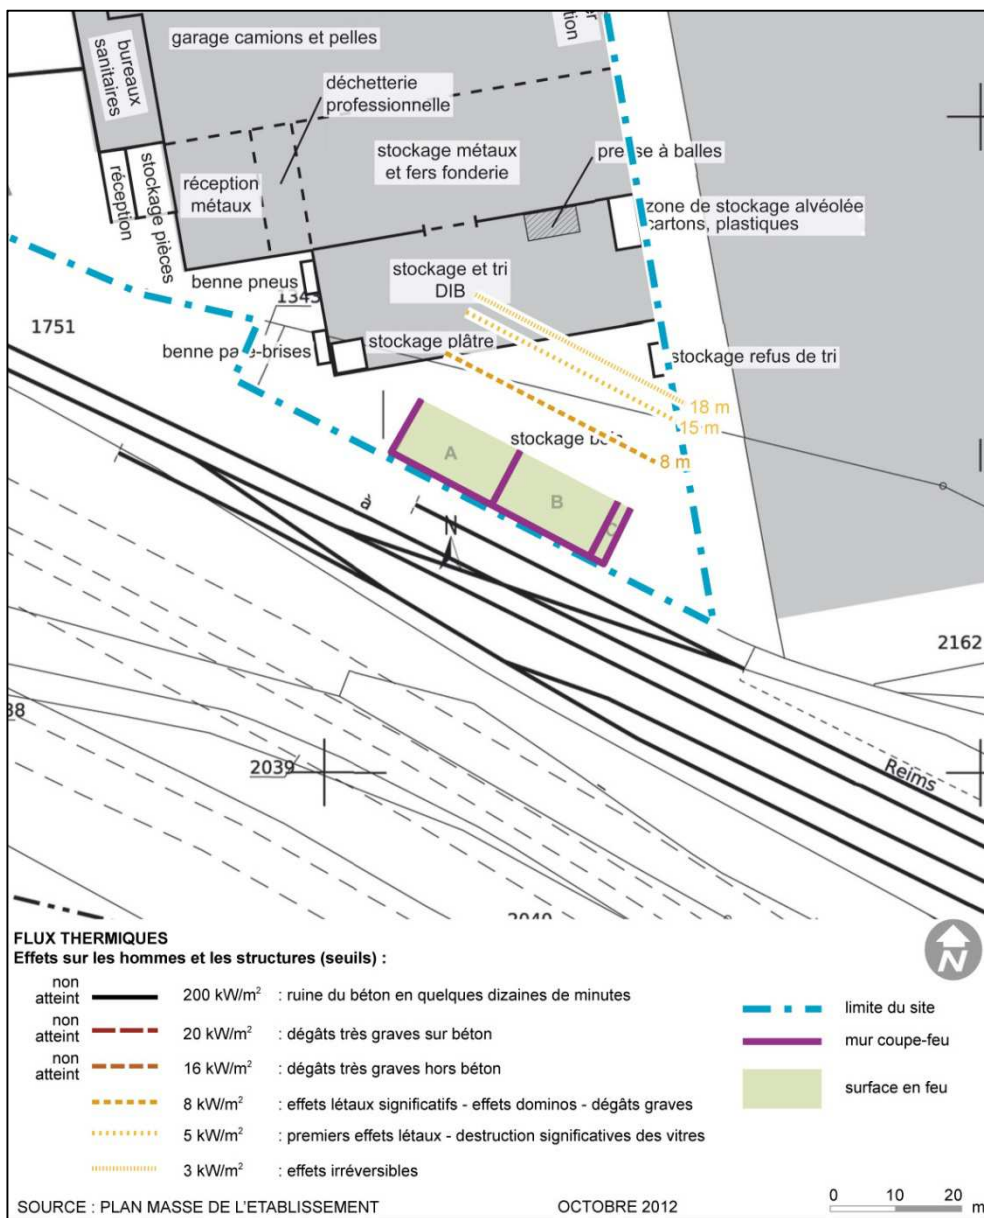 garage camions et pelles
bureaux
sanitaires
déchetterie
professionnelle
stockage métaux
et fers fonderie
réception
métaux
réception
stockage pièces
zone de stockage alvéolée
cartons, plastiques
benne pneus
stockage et tri
DIB
1751
stockage plâtre
stockage refus de tri
18 m
15 m
8 m
A
B
C
à
N
2162
2039
Reims
2040
FLUX THERMIQUES
Effets sur les hommes et les structures (seuils) :
non
atteint
200 kW/m² : ruine du béton en quelques dizaines de minutes
non
atteint
20 kW/m² : dégâts très graves sur béton
non
atteint
16 kW/m² : dégâts très graves hors béton
8 kW/m² : effets létaux significatifs - effets dominos - dégâts graves
5 kW/m² : premiers effets létaux - destruction significatives des vitres
3 kW/m² : effets irréversibles
N
limite du site
mur coupe-feu
surface en feu
SOURCE : PLAN MASSE DE L'ETABLISSEMENT
OCTOBRE 2012
0 10 20 m